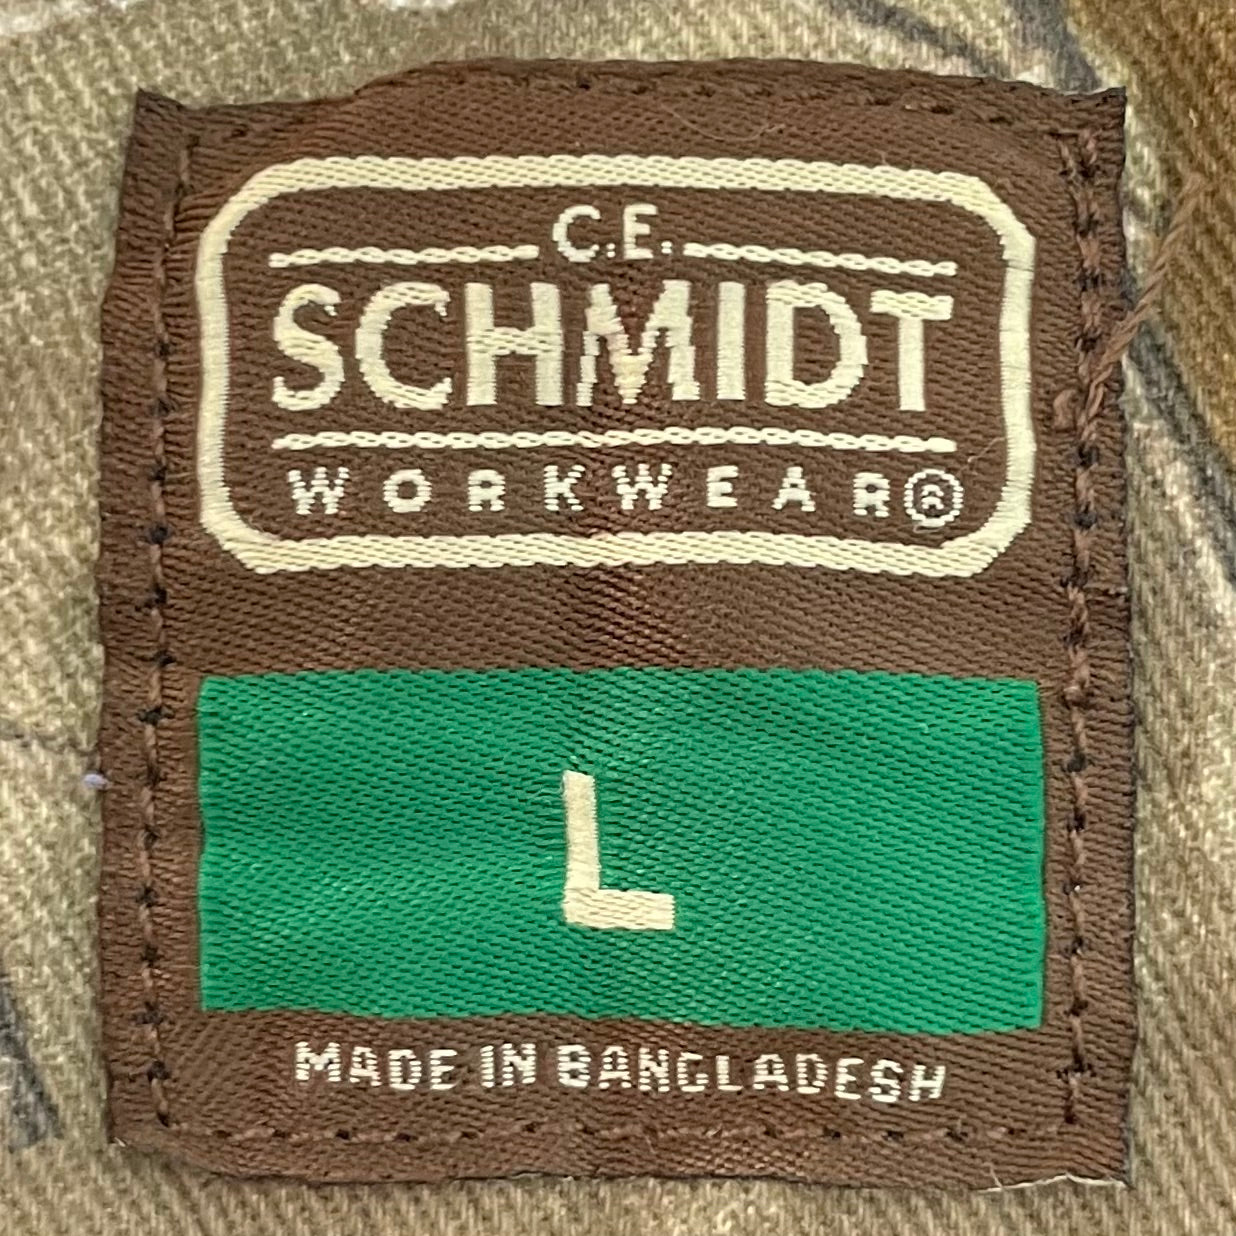 C.E.
SCHMIDT
WORKWEAR®
L
MADE IN BANGLADESH